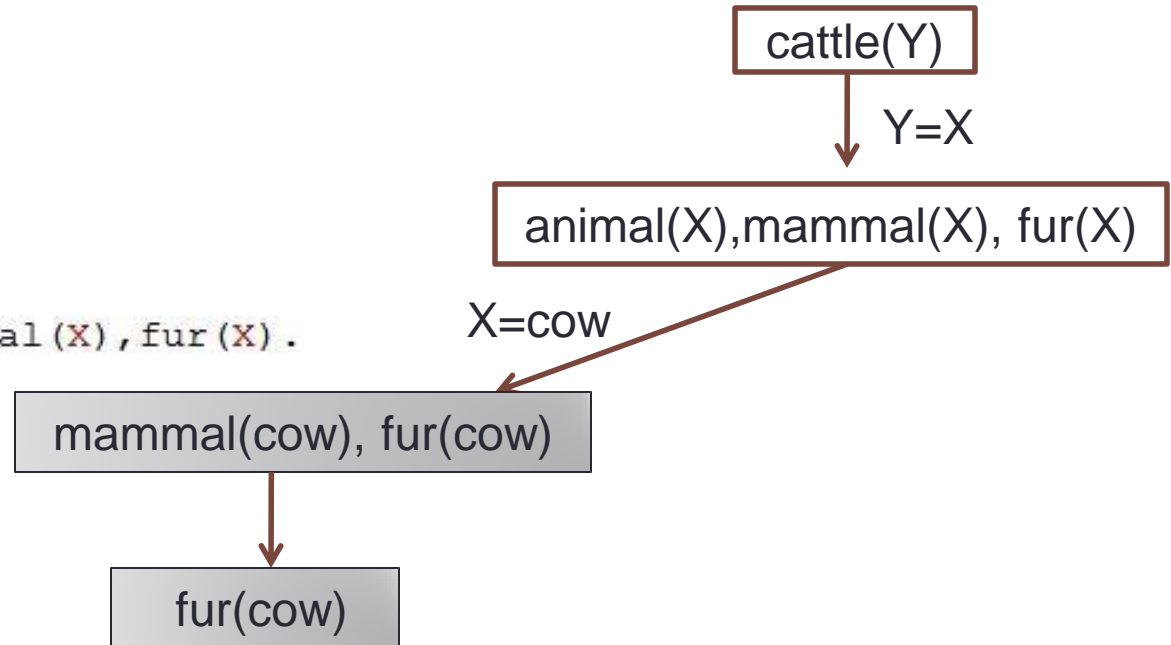 cattle(Y)
Y=X
animal(X),mammal(X), fur(X)
X=cow
al(X),fur(X).
mammal(cow), fur(cow)
fur(cow)